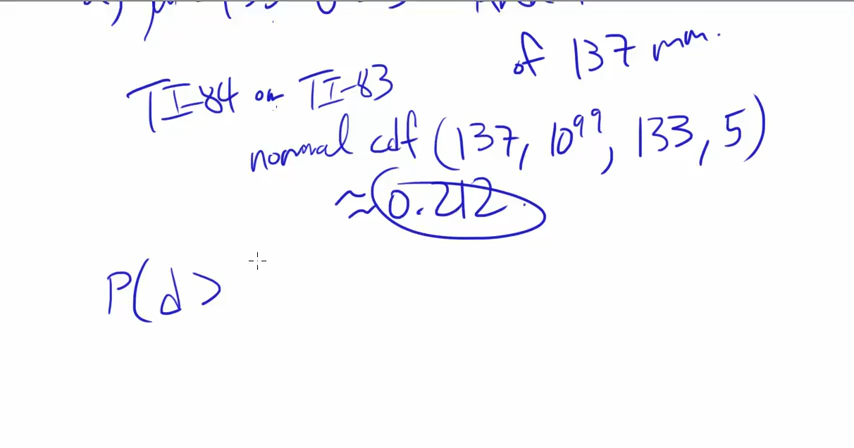 of 137 mm.
TI-84 or TI-83
normal cdf (137, 10^99, 133, 5)
≈ 0.212
P(d >